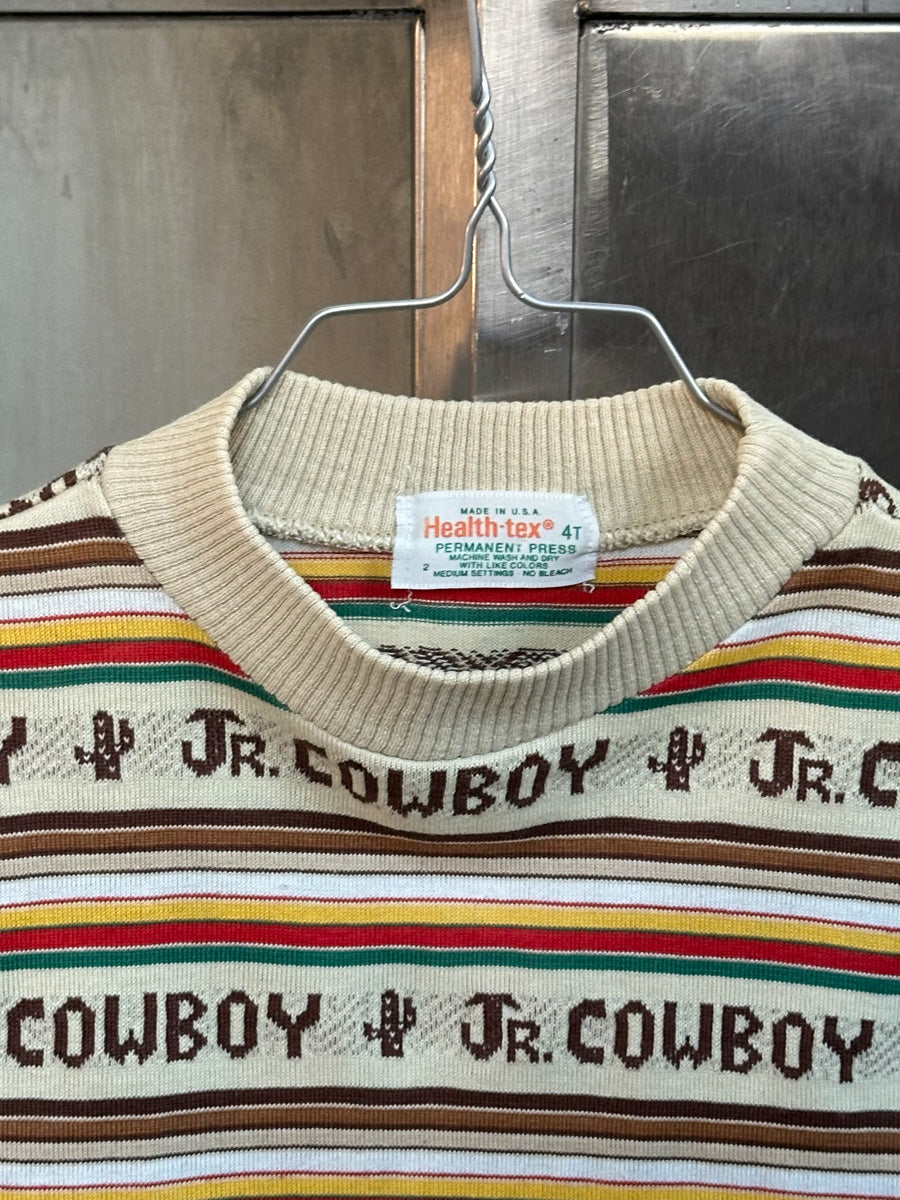 MADE IN U.S.A.
Health-tex® 4T
PERMANENT PRESS
MACHINE WASH AND DRY
2 WITH LIKE COLORS
MEDIUM SETTINGS - NO BLEACH
Y JR. COWBOY JR. C
COWBOY JR. COWBOY